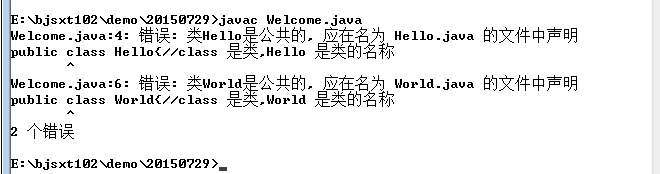 E:\bjsxt102\demo\20150729>javac Welcome.java
Welcome.java:4: 错误: 类Hello是公共的, 应在名为 Hello.java 的文件中声明
public class Hello{//class 是类,Hello 是类的名称
^
Welcome.java:6: 错误: 类World是公共的, 应在名为 World.java 的文件中声明
public class World{//class 是类,World 是类的名称
^
2 个错误
E:\bjsxt102\demo\20150729>_